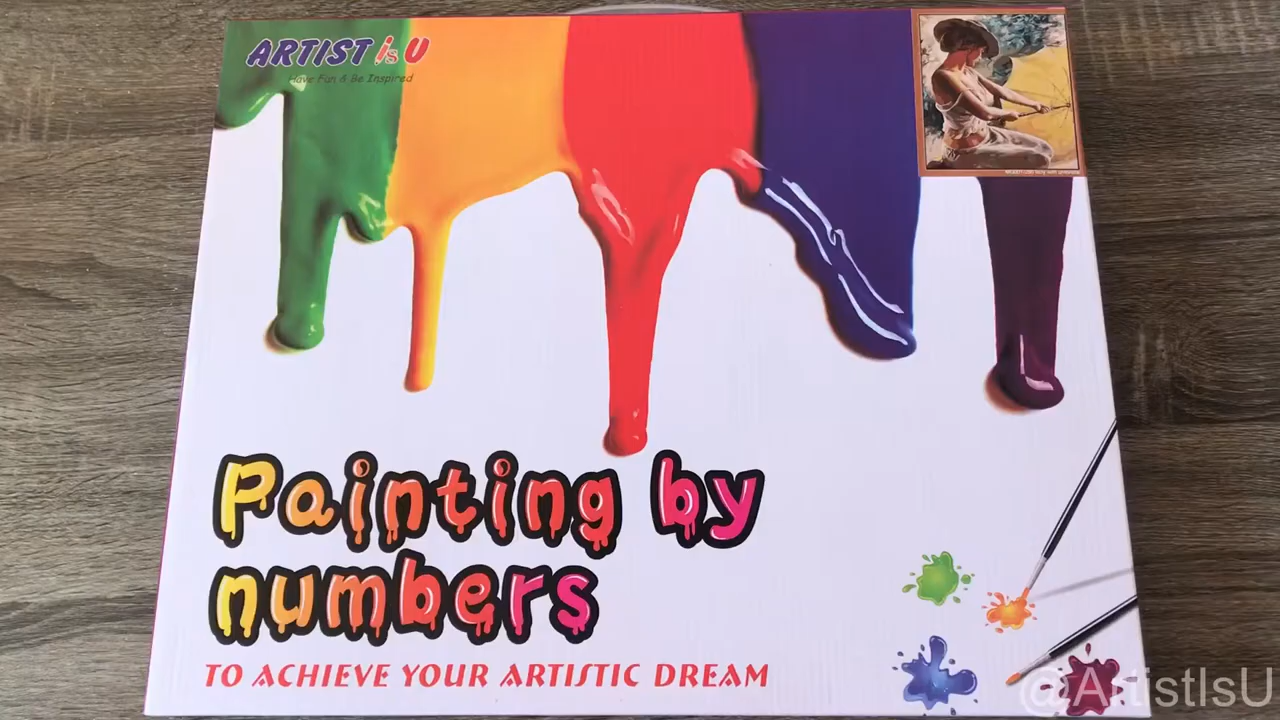 ARTIST is U
Have Fun & Be Inspired
Painting by
numbers
TO ACHIEVE YOUR ARTISTIC DREAM
@ArtistIsU